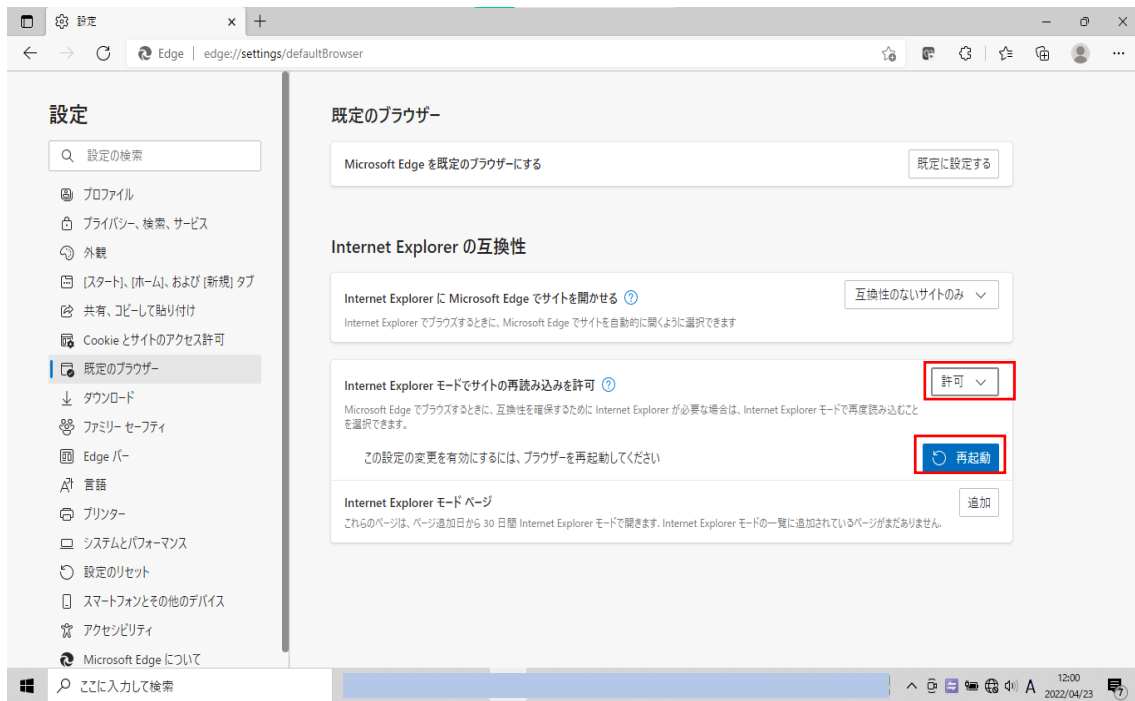 設定
Edge
edge://settings/defaultBrowser
設定
設定の検索
プロファイル
プライバシー、検索、サービス
外観
[スタート]、[ホーム]、および [新規] タブ
共有、コピーして貼り付け
Cookie とサイトのアクセス許可
既定のブラウザー
ダウンロード
ファミリー セーフティ
Edge バー
言語
プリンター
システムとパフォーマンス
設定のリセット
スマートフォンとその他のデバイス
アクセシビリティ
Microsoft Edge について
既定のブラウザー
Microsoft Edge を既定のブラウザーにする
既定に設定する
Internet Explorer の互換性
Internet Explorer に Microsoft Edge でサイトを開かせる
互換性のないサイトのみ
Internet Explorer でブラウズするときに、Microsoft Edge でサイトを自動的に開くように選択できます
Internet Explorer モードでサイトの再読み込みを許可
許可
Microsoft Edge でブラウズするときに、互換性を確保するために Internet Explorer が必要な場合は、Internet Explorer モードで再度読み込むこと
を選択できます。
この設定の変更を有効にするには、ブラウザーを再起動してください
再起動
Internet Explorer モード ページ
追加
これらのページは、ページ追加日から 30 日間 Internet Explorer モードで開きます. Internet Explorer モードの一覧に追加されているページがまだありません.
ここに入力して検索
A
12:00
2022/04/23
7